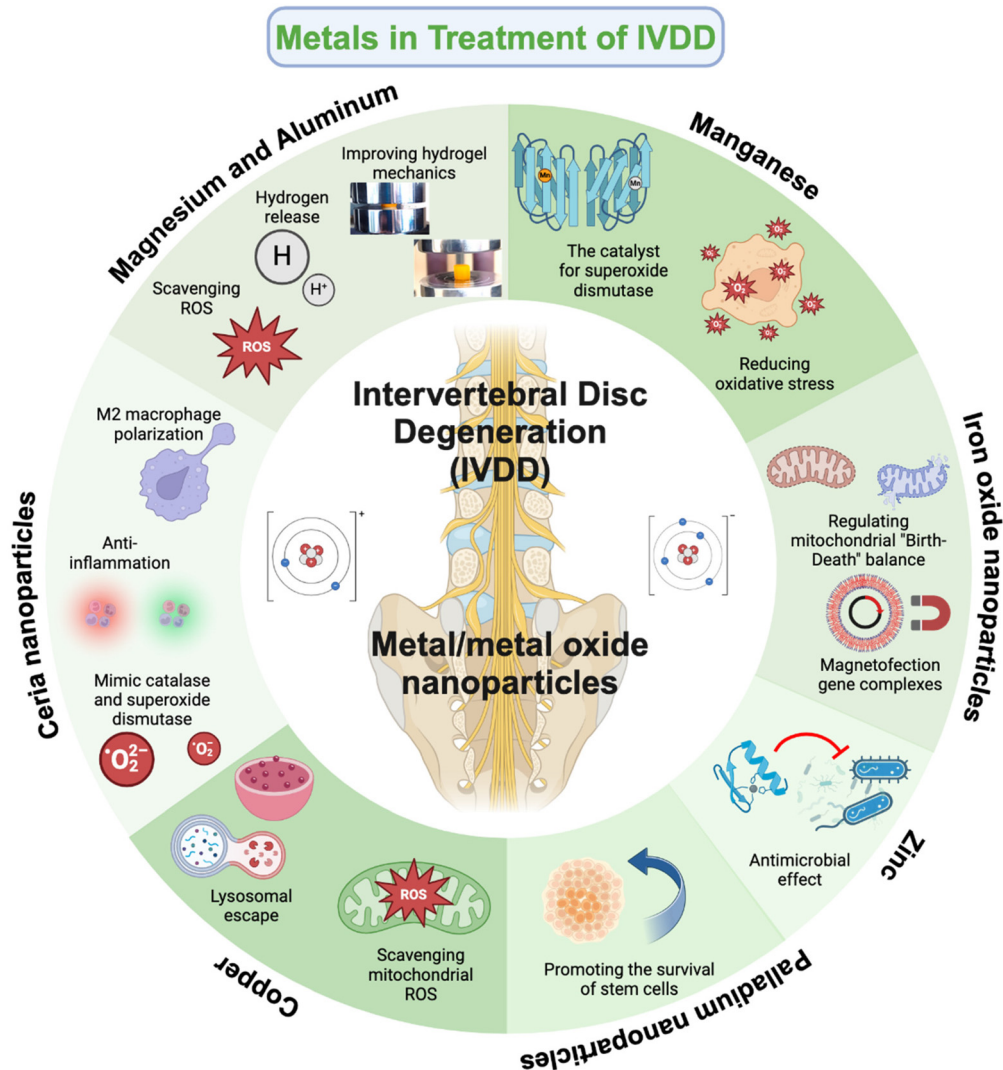 Metals in Treatment of IVDD
Magnesium and Aluminum
Improving hydrogel
mechanics
Hydrogen
release
H
H+
Scavenging
ROS
ROS
Manganese
Mn
Mn
The catalyst
for superoxide
dismutase
O₂⁻
Reducing
oxidative stress
Iron oxide nanoparticles
Regulating
mitochondrial "Birth-
Death" balance
Magnetofection
gene complexes
Zinc
Antimicrobial
effect
Palladium nanoparticles
Promoting the survival
of stem cells
Copper
Lysosomal
escape
ROS
Scavenging
mitochondrial
ROS
Ceria nanoparticles
M2 macrophage
polarization
Anti-
inflammation
Mimic catalase
and superoxide
dismutase
•O₂²⁻
•O₂⁻
Intervertebral Disc
Degeneration
(IVDD)
+
-
Metal/metal oxide
nanoparticles